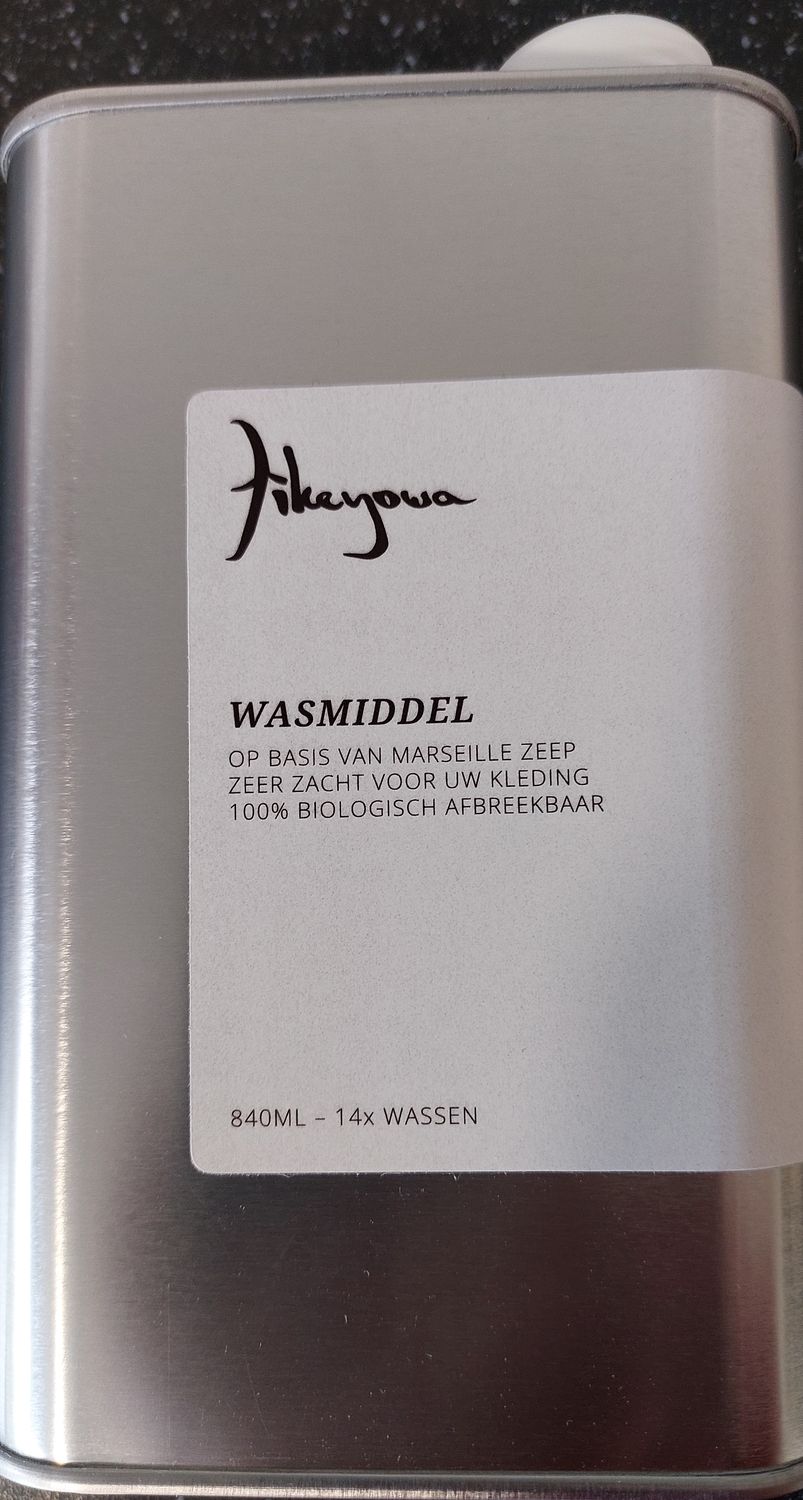 Fikeyowa
WASMIDDEL
OP BASIS VAN MARSEILLE ZEEP
ZEER ZACHT VOOR UW KLEDING
100% BIOLOGISCH AFBREEKBAAR
840ML – 14x WASSEN